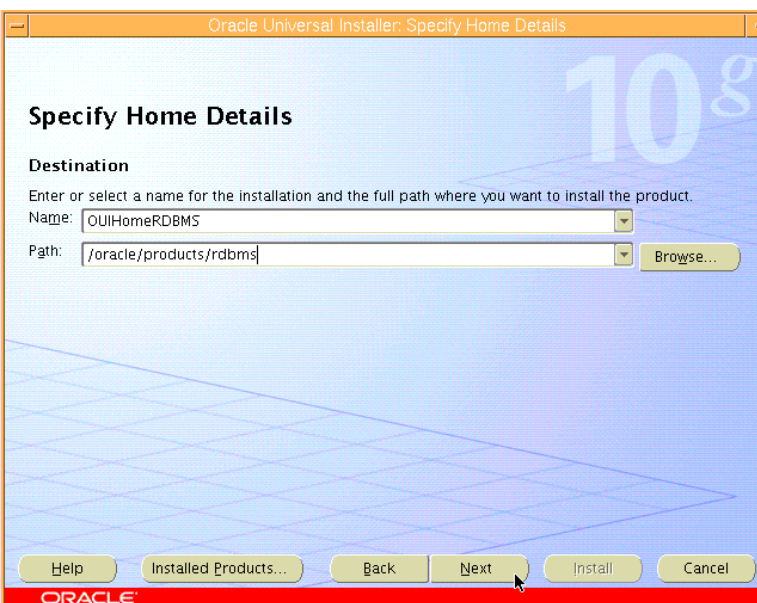 Oracle Universal Installer: Specify Home Details
10g
Specify Home Details
Destination
Enter or select a name for the installation and the full path where you want to install the product.
Name: OUIHomeRDBMS
Path: /oracle/products/rdbms Browse...
Help Installed Products... Back Next Install Cancel
ORACLE